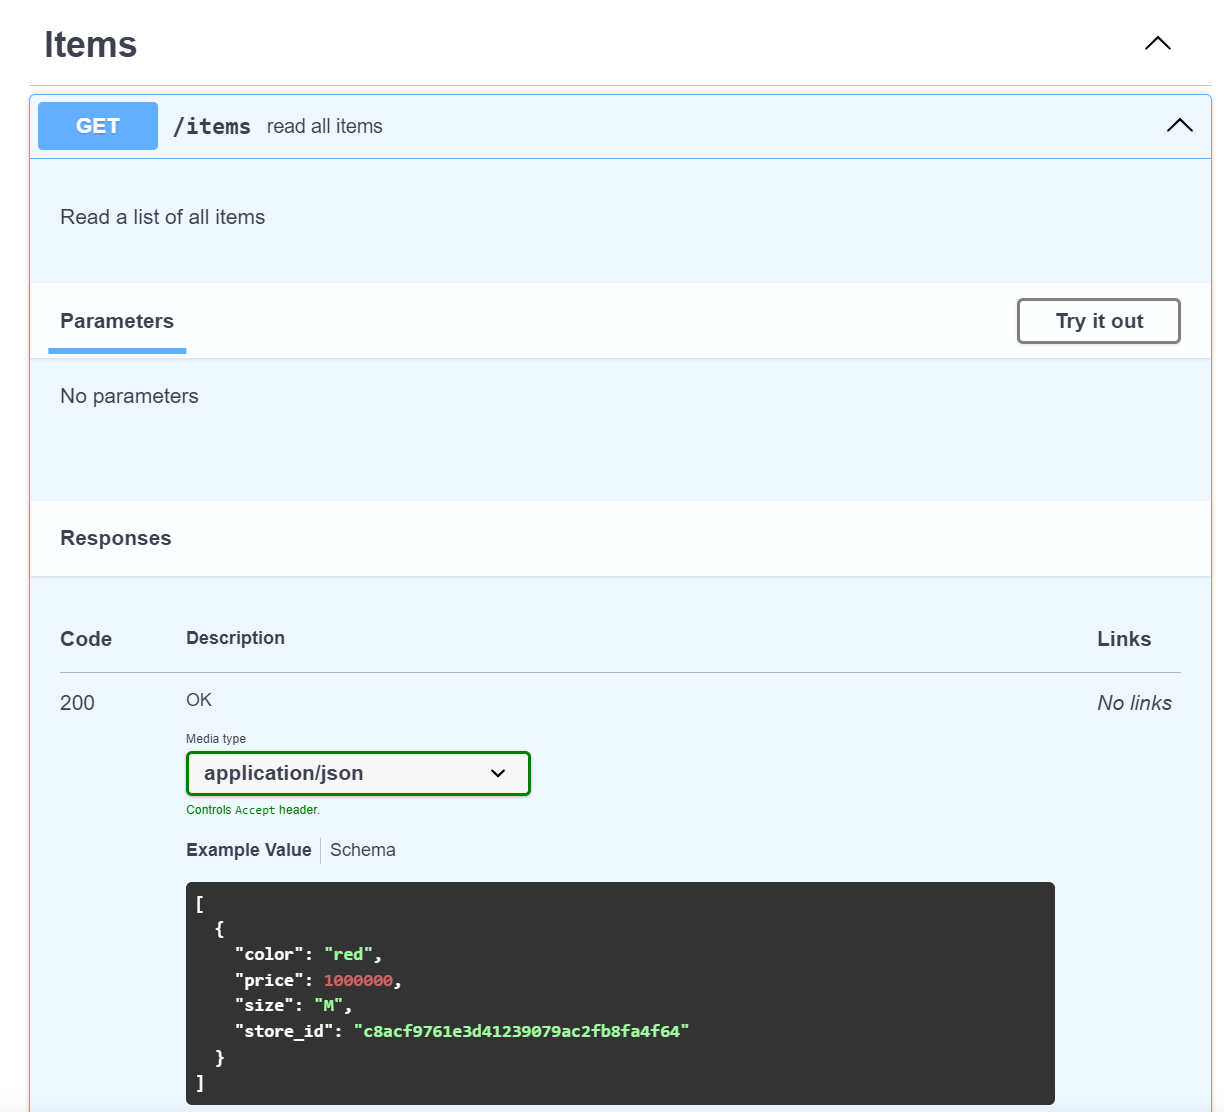 Items
GET /items read all items
Read a list of all items
Parameters Try it out
No parameters
Responses
Code Description Links
200 OK No links
Media type
application/json
Controls Accept header.
Example Value Schema
[
  {
    "color": "red",
    "price": 1000000,
    "size": "M",
    "store_id": "c8acf9761e3d41239079ac2fb8fa4f64"
  }
]